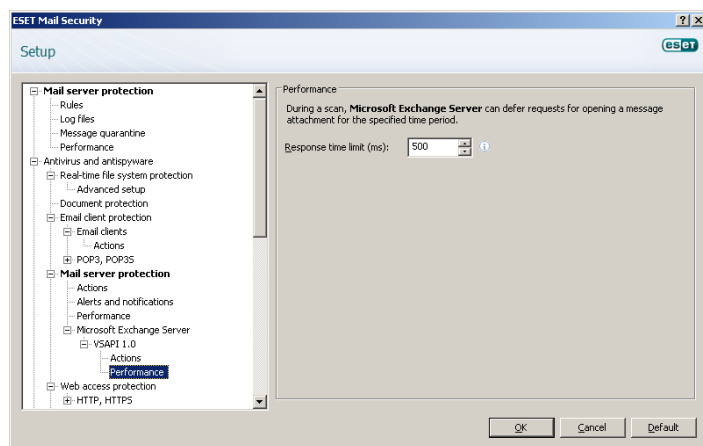 ESET Mail Security
Setup
eset
Mail server protection
Rules
Log files
Message quarantine
Performance
Antivirus and antispyware
Real-time file system protection
Advanced setup
Document protection
Email client protection
Email clients
Actions
POP3, POP3S
Mail server protection
Actions
Alerts and notifications
Performance
Microsoft Exchange Server
VSAPI 1.0
Actions
Performance
Web access protection
HTTP, HTTPS
Performance
During a scan, Microsoft Exchange Server can defer requests for opening a message
attachment for the specified time period.
Response time limit (ms): 500
OK Cancel Default